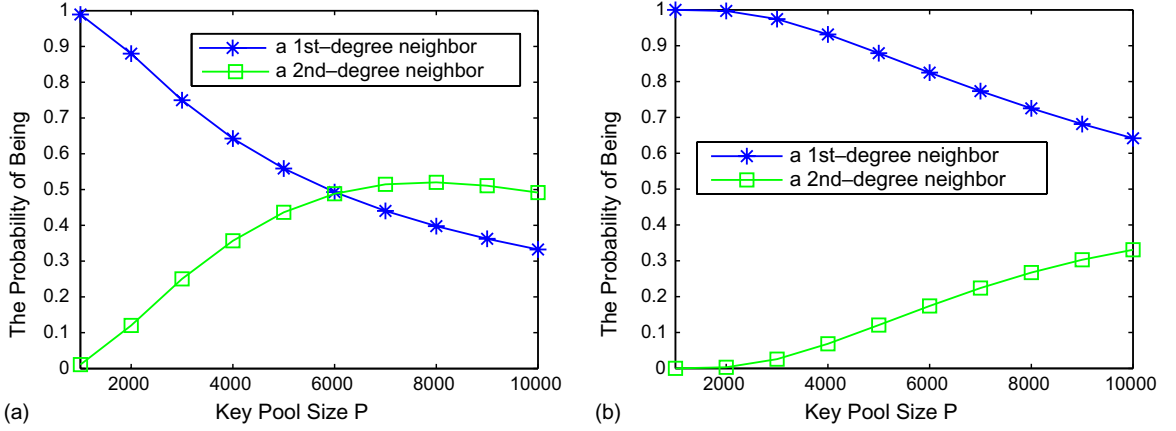 The Probability of Being
1
0.9
0.8
0.7
0.6
0.5
0.4
0.3
0.2
0.1
0
a 1st–degree neighbor
a 2nd–degree neighbor
2000 4000 6000 8000 10000
Key Pool Size P
(a)
The Probability of Being
1
0.9
0.8
0.7
0.6
0.5
0.4
0.3
0.2
0.1
0
a 1st–degree neighbor
a 2nd–degree neighbor
2000 4000 6000 8000 10000
Key Pool Size P
(b)